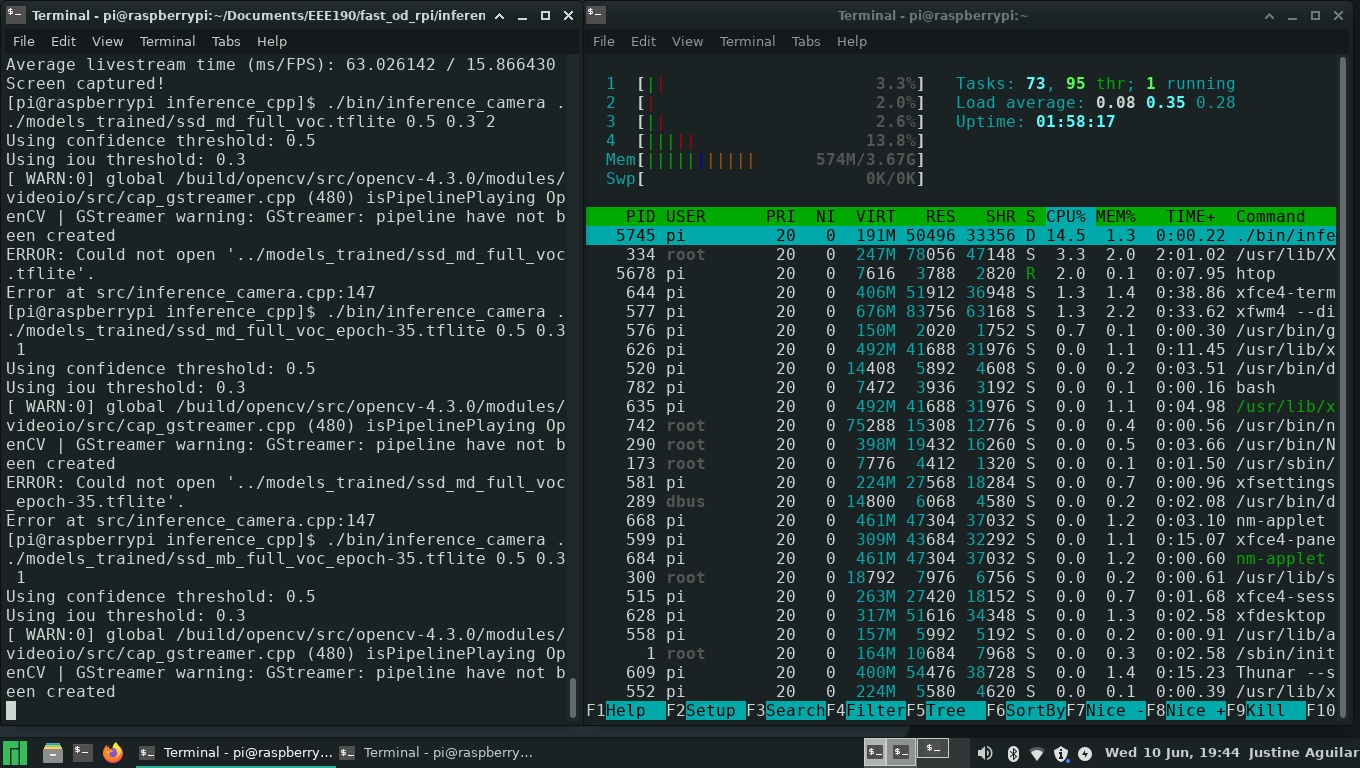 Terminal - pi@raspberrypi:~/Documents/EEE190/fast_od_rpi/inferen
File Edit View Terminal Tabs Help
Average livestream time (ms/FPS): 63.026142 / 15.866430
Screen captured!
[pi@raspberrypi inference_cpp]$ ./bin/inference_camera .
./models_trained/ssd_md_full_voc.tflite 0.5 0.3 2
Using confidence threshold: 0.5
Using iou threshold: 0.3
[ WARN:0] global /build/opencv/src/opencv-4.3.0/modules/
videoio/src/cap_gstreamer.cpp (480) isPipelinePlaying Op
enCV | GStreamer warning: GStreamer: pipeline have not b
een created
ERROR: Could not open '../models_trained/ssd_md_full_voc
.tflite'.
Error at src/inference_camera.cpp:147
[pi@raspberrypi inference_cpp]$ ./bin/inference_camera .
./models_trained/ssd_md_full_voc_epoch-35.tflite 0.5 0.3
1
Using confidence threshold: 0.5
Using iou threshold: 0.3
[ WARN:0] global /build/opencv/src/opencv-4.3.0/modules/
videoio/src/cap_gstreamer.cpp (480) isPipelinePlaying Op
enCV | GStreamer warning: GStreamer: pipeline have not b
een created
ERROR: Could not open '../models_trained/ssd_md_full_voc
_epoch-35.tflite'.
Error at src/inference_camera.cpp:147
[pi@raspberrypi inference_cpp]$ ./bin/inference_camera .
./models_trained/ssd_mb_full_voc_epoch-35.tflite 0.5 0.3
1
Using confidence threshold: 0.5
Using iou threshold: 0.3
[ WARN:0] global /build/opencv/src/opencv-4.3.0/modules/
videoio/src/cap_gstreamer.cpp (480) isPipelinePlaying Op
enCV | GStreamer warning: GStreamer: pipeline have not b
een created
Terminal - pi@raspberrypi:~
File Edit View Terminal Tabs Help
1 [|| 3.3%] Tasks: 73, 95 thr; 1 running
2 [| 2.0%] Load average: 0.08 0.35 0.28
3 [|| 2.6%] Uptime: 01:58:17
4 [||||| 13.8%]
Mem[||||||||||| 574M/3.67G]
Swp[ 0K/0K]
PID USER PRI NI VIRT RES SHR S CPU% MEM% TIME+ Command
5745 pi 20 0 191M 50496 33356 D 14.5 1.3 0:00.22 ./bin/infe
334 root 20 0 247M 78056 47148 S 3.3 2.0 2:01.02 /usr/lib/X
5678 pi 20 0 7616 3788 2820 R 2.0 0.1 0:07.95 htop
644 pi 20 0 406M 51912 36948 S 1.3 1.4 0:38.86 xfce4-term
577 pi 20 0 676M 83756 63168 S 1.3 2.2 0:33.62 xfwm4 --di
576 pi 20 0 150M 2020 1752 S 0.7 0.1 0:00.30 /usr/bin/g
626 pi 20 0 492M 41688 31976 S 0.0 1.1 0:11.45 /usr/lib/x
520 pi 20 0 14408 5892 4608 S 0.0 0.2 0:03.51 /usr/bin/d
782 pi 20 0 7472 3936 3192 S 0.0 0.1 0:00.16 bash
635 pi 20 0 492M 41688 31976 S 0.0 1.1 0:04.98 /usr/lib/x
742 root 20 0 75288 15308 12776 S 0.0 0.4 0:00.56 /usr/bin/n
290 root 20 0 398M 19432 16260 S 0.0 0.5 0:03.66 /usr/bin/N
173 root 20 0 7776 4412 1320 S 0.0 0.1 0:01.50 /usr/sbin/
581 pi 20 0 224M 27568 18284 S 0.0 0.7 0:00.96 xfsettings
289 dbus 20 0 14800 6068 4580 S 0.0 0.2 0:02.08 /usr/bin/d
668 pi 20 0 461M 47304 37032 S 0.0 1.2 0:03.10 nm-applet
599 pi 20 0 309M 43684 32292 S 0.0 1.1 0:15.07 xfce4-pane
684 pi 20 0 461M 47304 37032 S 0.0 1.2 0:00.60 nm-applet
300 root 20 0 18792 7976 6756 S 0.0 0.2 0:00.61 /usr/lib/s
515 pi 20 0 263M 27420 18152 S 0.0 0.7 0:01.68 xfce4-sess
628 pi 20 0 317M 51616 34348 S 0.0 1.3 0:02.58 xfdesktop
558 pi 20 0 157M 5992 5192 S 0.0 0.2 0:00.91 /usr/lib/a
1 root 20 0 164M 10684 7968 S 0.0 0.3 0:02.58 /sbin/init
609 pi 20 0 400M 54476 38728 S 0.0 1.4 0:15.23 Thunar --s
552 pi 20 0 224M 5580 4620 S 0.0 0.1 0:00.39 /usr/lib/x
F1Help F2Setup F3SearchF4FilterF5Tree F6SortByF7Nice -F8Nice +F9Kill F10
Terminal - pi@raspberry... Terminal - pi@raspberry... Wed 10 Jun, 19:44 Justine Aguilar